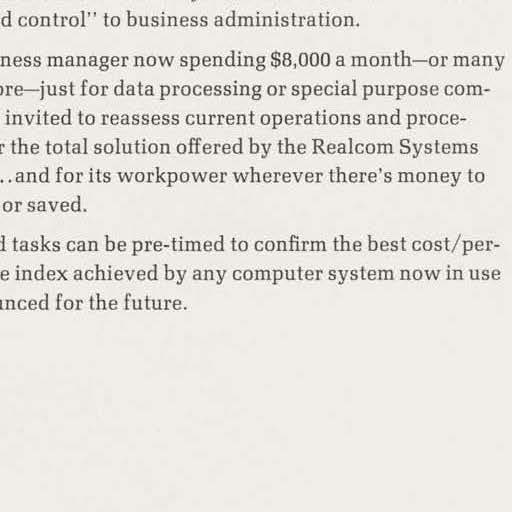 d control" to business administration.
ness manager now spending $8,000 a month—or many
ore—just for data processing or special purpose com-
invited to reassess current operations and proce-
r the total solution offered by the Realcom Systems
..and for its workpower wherever there's money to
or saved.
d tasks can be pre-timed to confirm the best cost/per-
e index achieved by any computer system now in use
unced for the future.